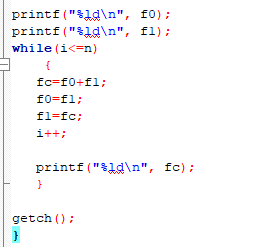 printf("%ld\n", f0);
printf("%ld\n", f1);
while(i<=n)
{
fc=f0+f1;
f0=f1;
f1=fc;
i++;
printf("%ld\n", fc);
}
getch();
}